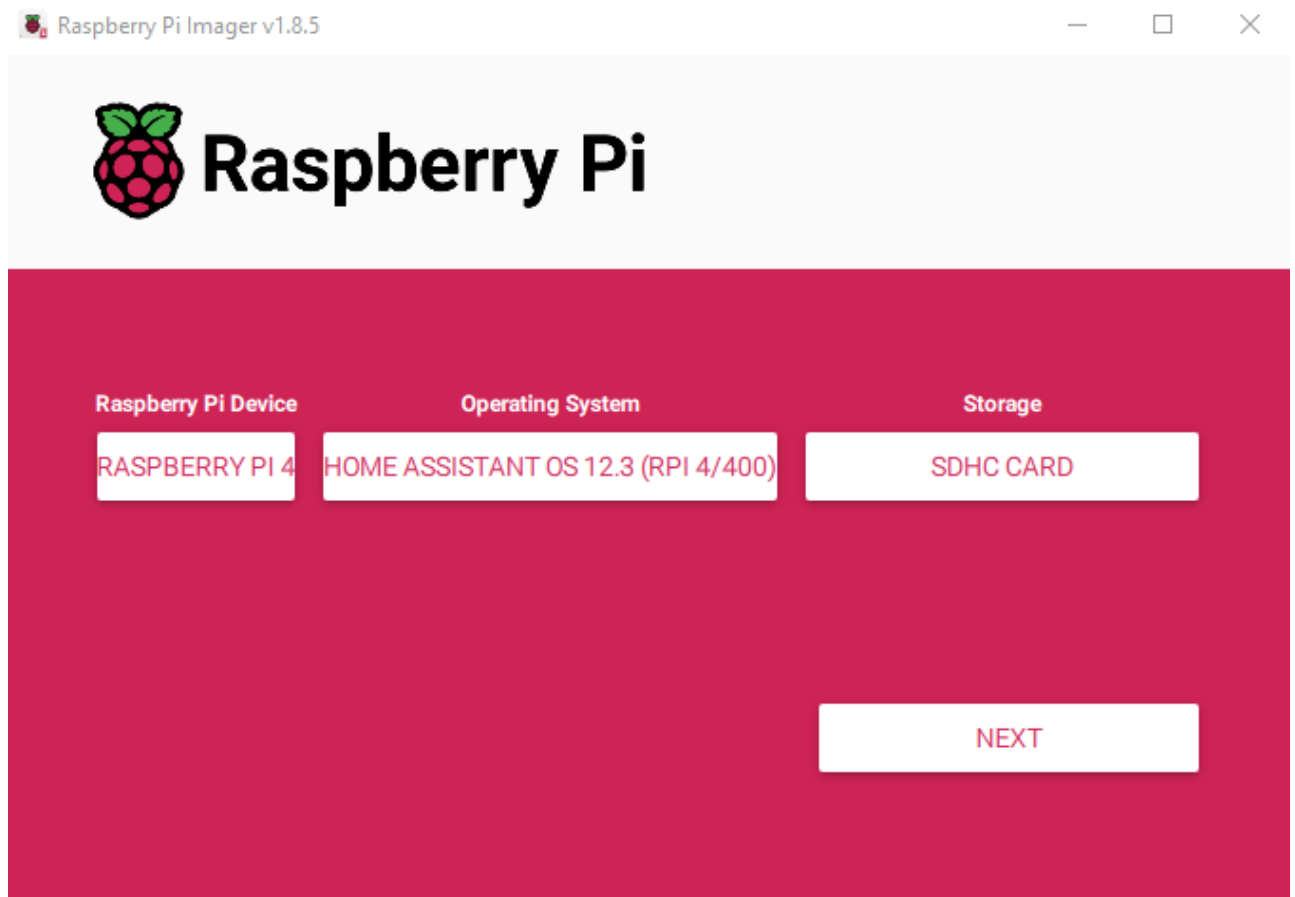 Raspberry Pi Imager v1.8.5
Raspberry Pi
Raspberry Pi Device
Operating System
Storage
RASPBERRY PI 4
HOME ASSISTANT OS 12.3 (RPI 4/400)
SDHC CARD
NEXT